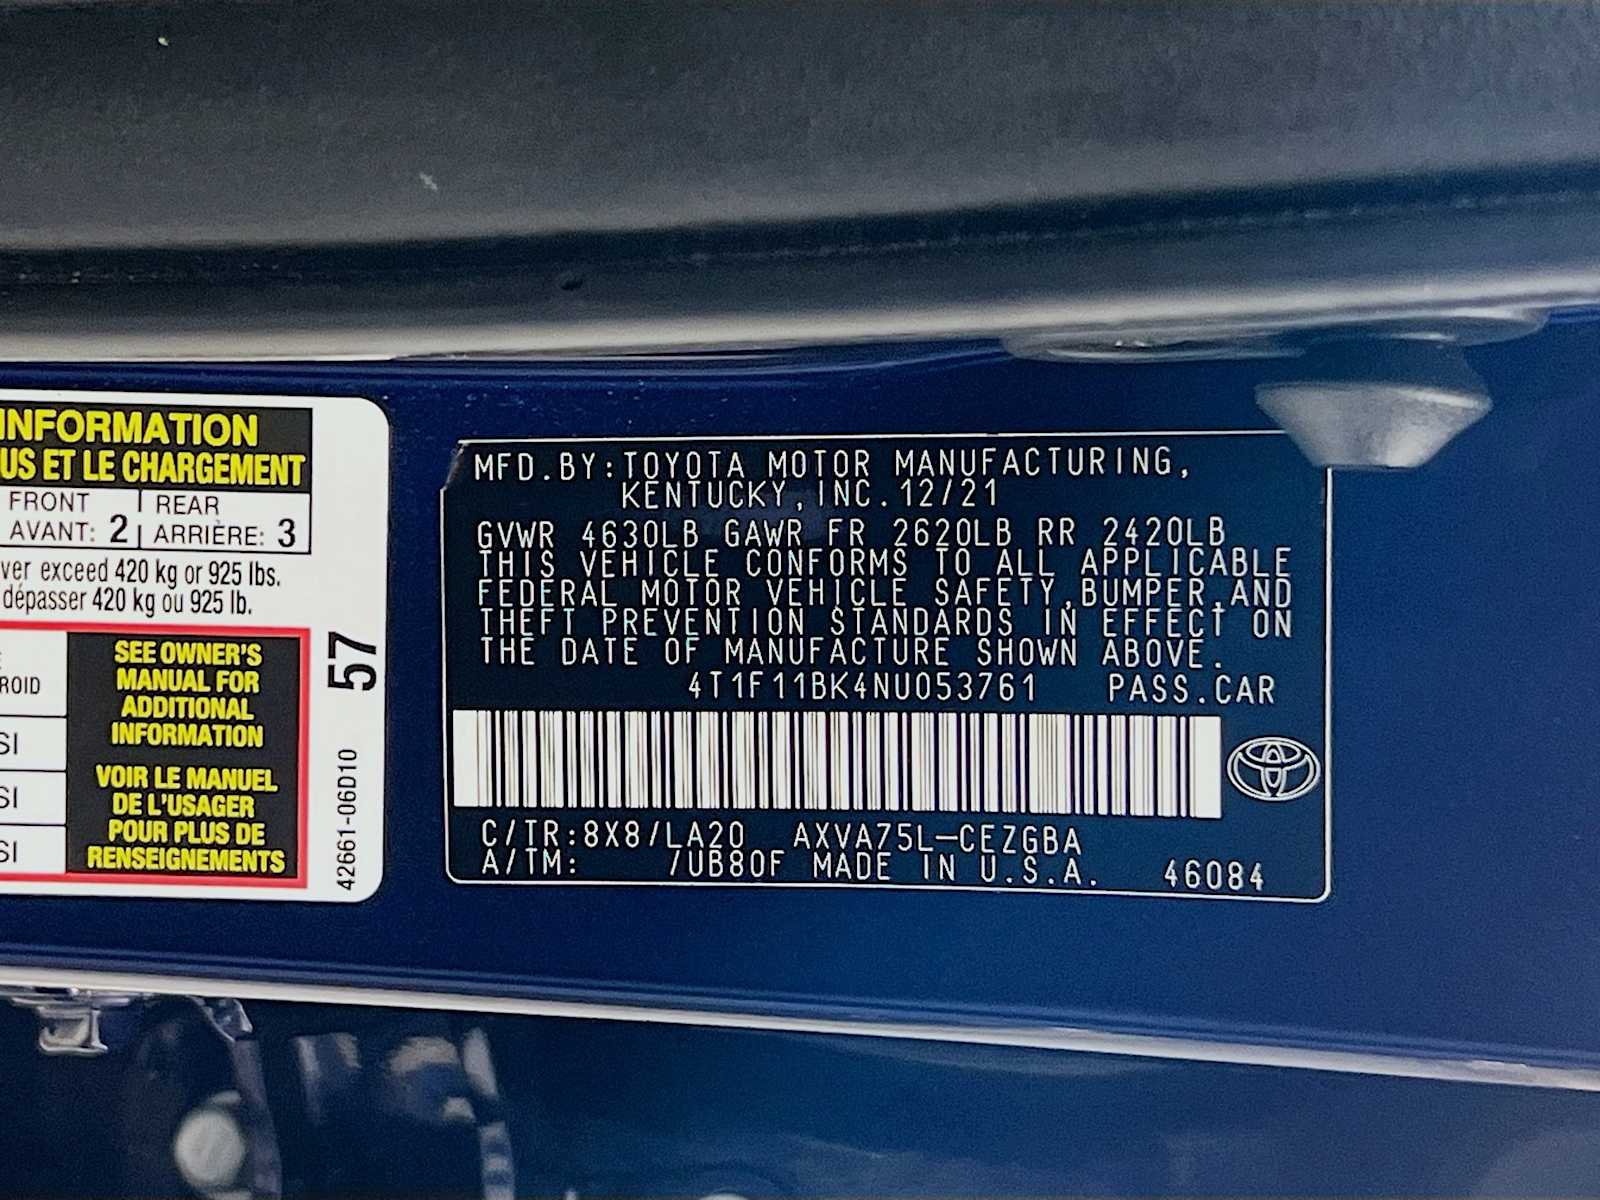 INFORMATION
US ET LE CHARGEMENT
FRONT REAR
AVANT: 2 ARRIÈRE: 3
ver exceed 420 kg or 925 lbs.
dépasser 420 kg ou 925 lb.
ROID
SI
SI
SI
SEE OWNER'S
MANUAL FOR
ADDITIONAL
INFORMATION
VOIR LE MANUEL
DE L'USAGER
POUR PLUS DE
RENSEIGNEMENTS
57
42661-06D10
MFD.BY:TOYOTA MOTOR MANUFACTURING,
KENTUCKY,INC.12/21
GVWR 4630LB GAWR FR 2620LB RR 2420LB
THIS VEHICLE CONFORMS TO ALL APPLICABLE
FEDERAL MOTOR VEHICLE SAFETY,BUMPER,AND
THEFT PREVENTION STANDARDS IN EFFECT ON
THE DATE OF MANUFACTURE SHOWN ABOVE.
4T1F11BK4NU053761 PASS.CAR
C/TR:8X8/LA20 AXVA75L-CEZGBA
A/TM: /UB80F MADE IN U.S.A. 46084